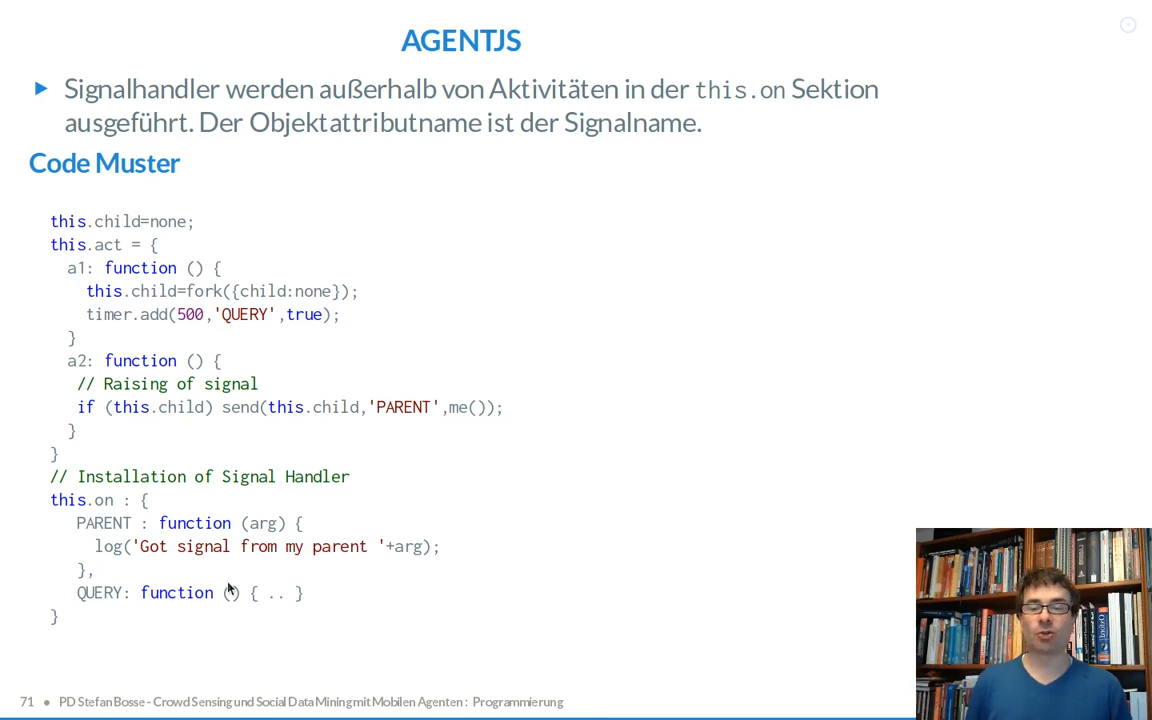 AGENTJS
Signalhandler werden außerhalb von Aktivitäten in der this.on Sektion
ausgeführt. Der Objektattributname ist der Signalname.
Code Muster
this.child=none;
this.act = {
a1: function () {
this.child=fork({child:none});
timer.add(500,'QUERY',true);
}
a2: function () {
// Raising of signal
if (this.child) send(this.child,'PARENT',me());
}
}
// Installation of Signal Handler
this.on : {
PARENT : function (arg) {
log('Got signal from my parent '+arg);
},
QUERY: function () { .. }
}
71 ● PD Stefan Bosse - Crowd Sensing und Social Data Mining mit Mobilen Agenten : Programmierung